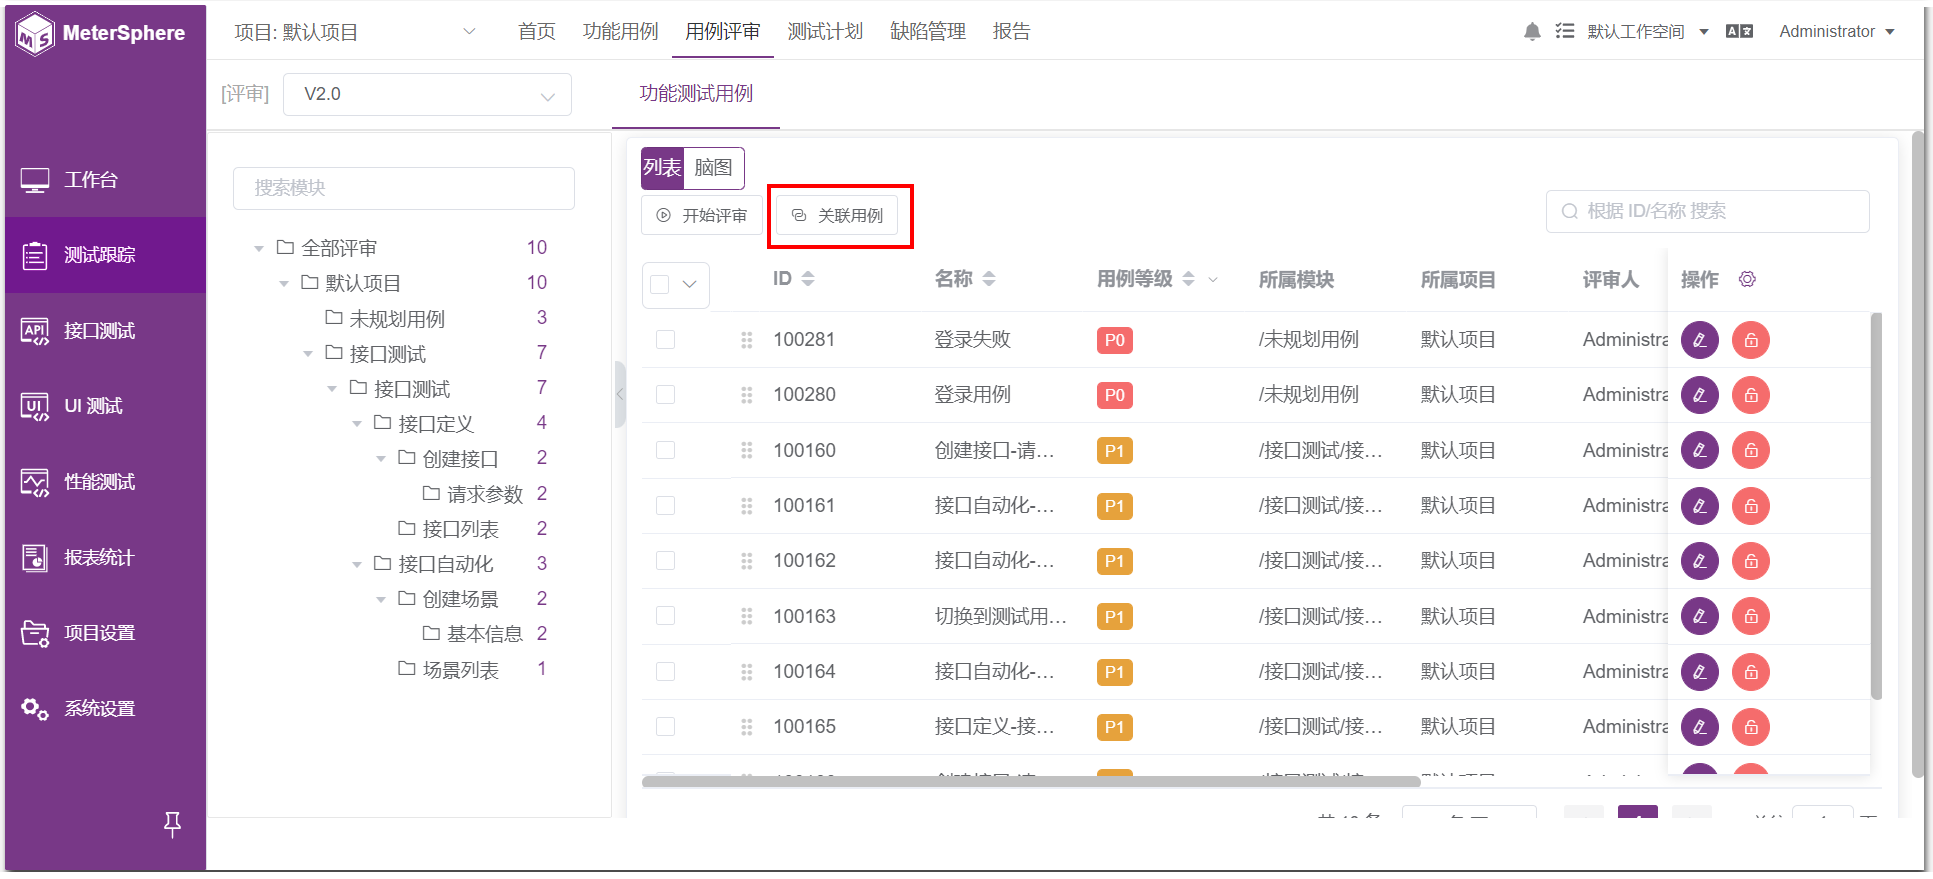 MeterSphere
项目: 默认项目
首页
功能用例
用例评审
测试计划
缺陷管理
报告
默认工作空间
Administrator
[评审]
V2.0
功能测试用例
工作台
测试跟踪
接口测试
UI 测试
性能测试
报表统计
项目设置
系统设置
搜索模块
全部评审 10
默认项目 10
未规划用例 3
接口测试 7
接口测试 7
接口定义 4
创建接口 2
请求参数 2
接口列表 2
接口自动化 3
创建场景 2
基本信息 2
场景列表 1
列表 脑图
开始评审 关联用例
根据 ID/名称 搜索
ID 名称 用例等级 所属模块 所属项目 评审人 操作
100281 登录失败 P0 /未规划用例 默认项目 Administra
100280 登录用例 P0 /未规划用例 默认项目 Administra
100160 创建接口-请... P1 /接口测试/接... 默认项目 Administra
100161 接口自动化-... P1 /接口测试/接... 默认项目 Administra
100162 接口自动化-... P1 /接口测试/接... 默认项目 Administra
100163 切换到测试用... P1 /接口测试/接... 默认项目 Administra
100164 接口自动化-... P1 /接口测试/接... 默认项目 Administra
100165 接口定义-接... P1 /接口测试/接... 默认项目 Administra